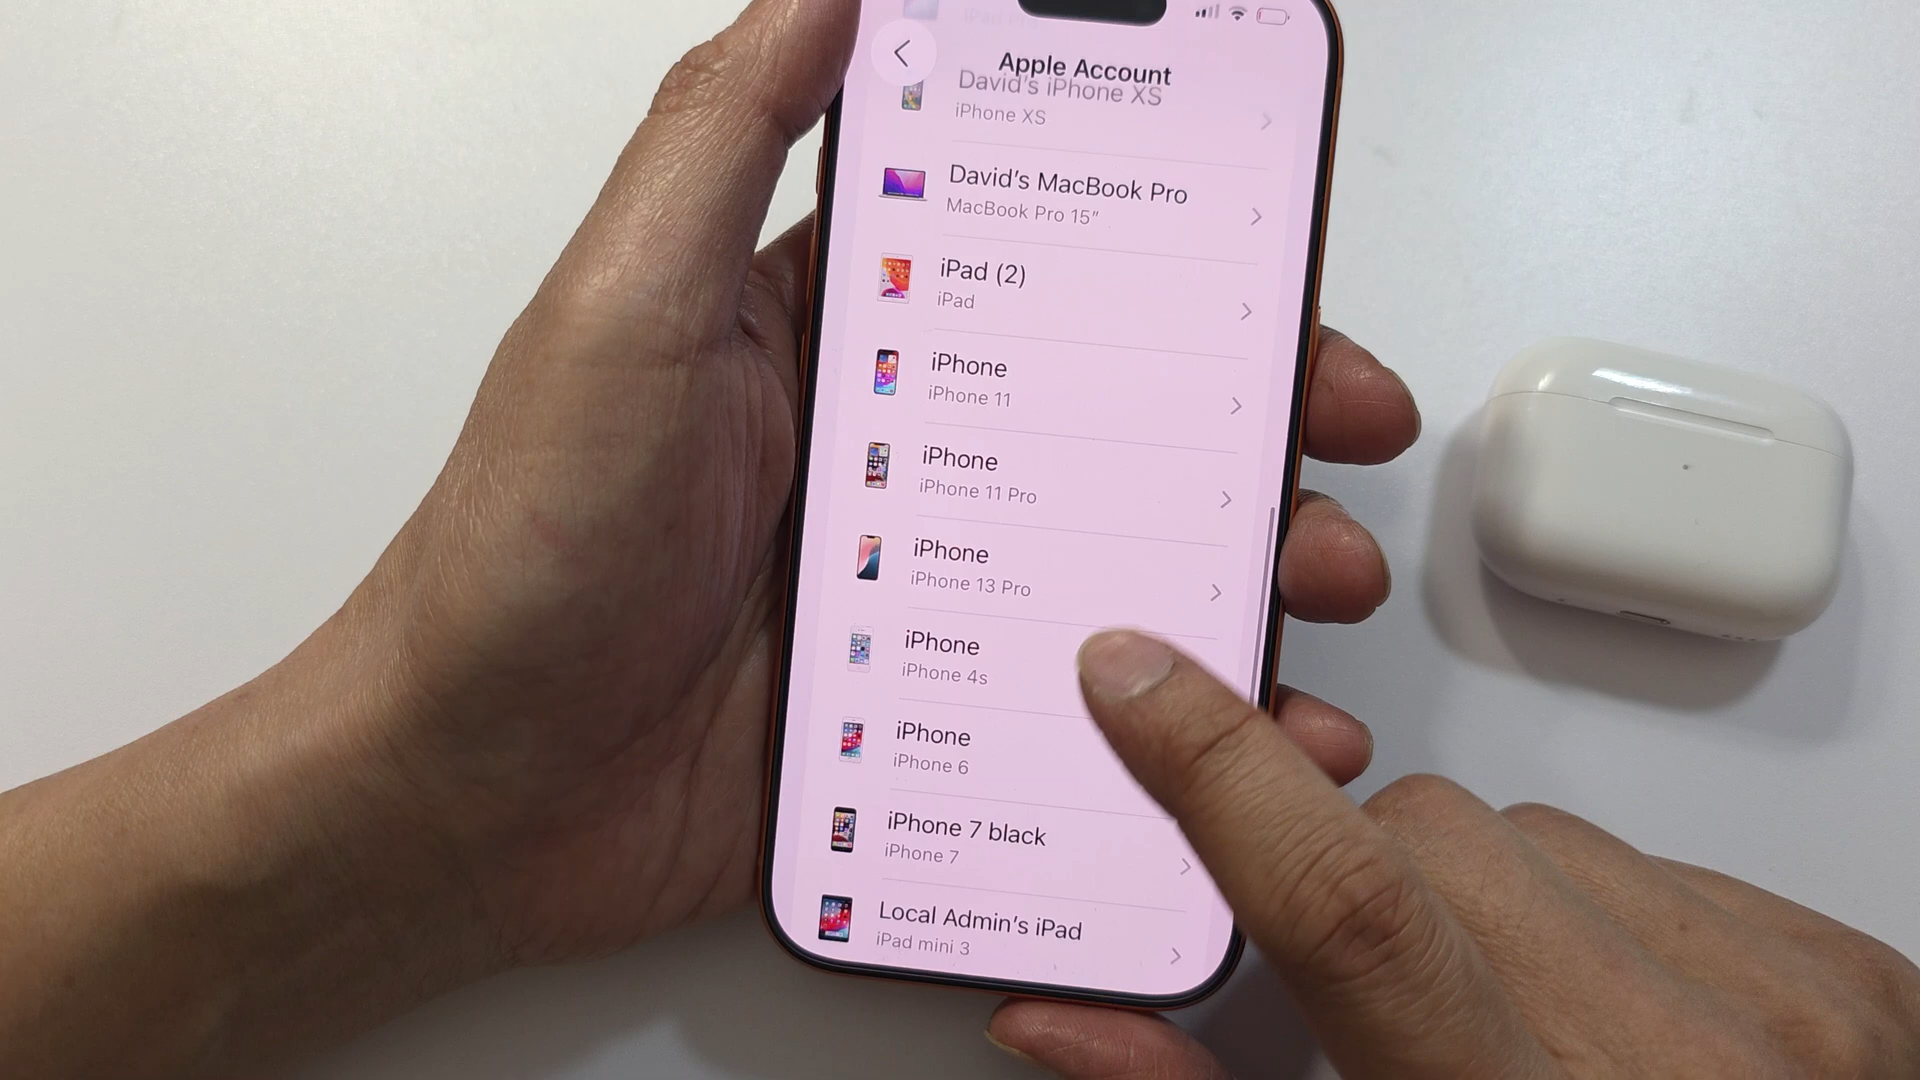 Apple Account
David's iPhone XS
iPhone XS
David's MacBook Pro
MacBook Pro 15"
iPad (2)
iPad
iPhone
iPhone 11
iPhone
iPhone 11 Pro
iPhone
iPhone 13 Pro
iPhone
iPhone 4s
iPhone
iPhone 6
iPhone 7 black
iPhone 7
Local Admin's iPad
iPad mini 3